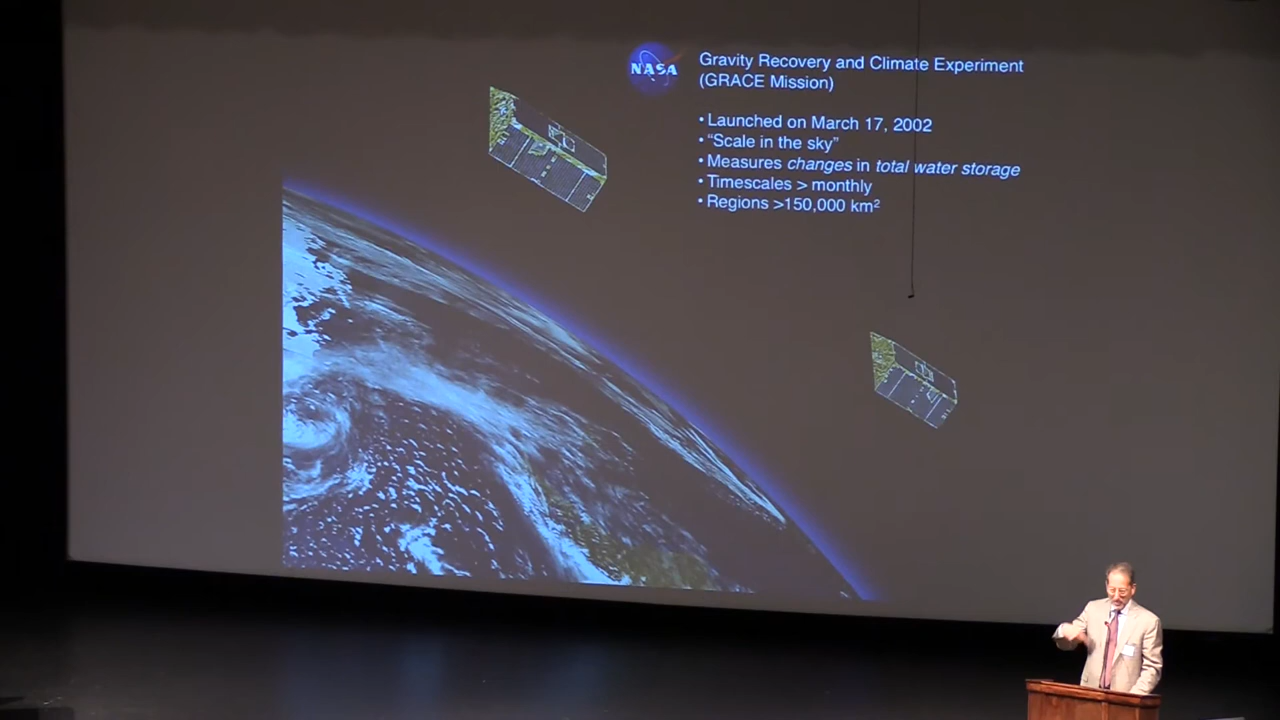 NASA
Gravity Recovery and Climate Experiment
(GRACE Mission)
• Launched on March 17, 2002
• “Scale in the sky”
• Measures changes in total water storage
• Timescales > monthly
• Regions >150,000 km²